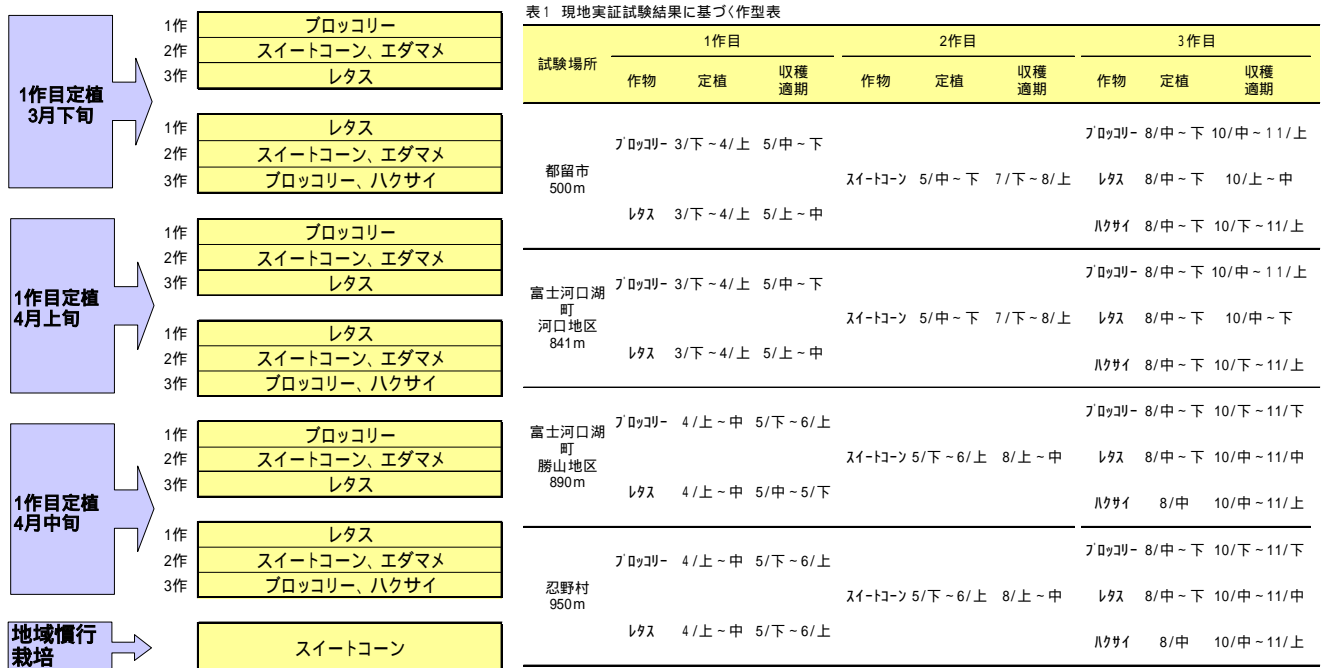 1作目定植
3月下旬
1作 ブロッコリー
2作 スイートコーン、エダマメ
3作 レタス
1作 レタス
2作 スイートコーン、エダマメ
3作 ブロッコリー、ハクサイ
1作目定植
4月上旬
1作 ブロッコリー
2作 スイートコーン、エダマメ
3作 レタス
1作 レタス
2作 スイートコーン、エダマメ
3作 ブロッコリー、ハクサイ
1作目定植
4月中旬
1作 ブロッコリー
2作 スイートコーン、エダマメ
3作 レタス
1作 レタス
2作 スイートコーン、エダマメ
3作 ブロッコリー、ハクサイ
地域慣行
栽培
スイートコーン
表1 現地実証試験結果に基づく作型表
試験場所 1作目 2作目 3作目
作物 定植 収穫適期 作物 定植 収穫適期 作物 定植 収穫適期
都留市
500m
ブロッコリー 3/下~4/上 5/中~下
レタス 3/下~4/上 5/上~中
スイートコーン 5/中~下 7/下~8/上
ブロッコリー 8/中~下 10/中~11/上
レタス 8/中~下 10/上~中
ハクサイ 8/中~下 10/下~11/上
富士河口湖
町
河口地区
841m
ブロッコリー 3/下~4/上 5/中~下
レタス 3/下~4/上 5/上~中
スイートコーン 5/中~下 7/下~8/上
ブロッコリー 8/中~下 10/中~11/上
レタス 8/中~下 10/中~下
ハクサイ 8/中~下 10/下~11/上
富士河口湖
町
勝山地区
890m
ブロッコリー 4/上~中 5/下~6/上
レタス 4/上~中 5/中~5/下
スイートコーン 5/下~6/上 8/上~中
ブロッコリー 8/中~下 10/下~11/下
レタス 8/中~下 10/中~11/中
ハクサイ 8/中 10/中~11/上
忍野村
950m
ブロッコリー 4/上~中 5/下~6/上
レタス 4/上~中 5/下~6/上
スイートコーン 5/下~6/上 8/上~中
ブロッコリー 8/中~下 10/下~11/下
レタス 8/中~下 10/中~11/中
ハクサイ 8/中 10/中~11/上